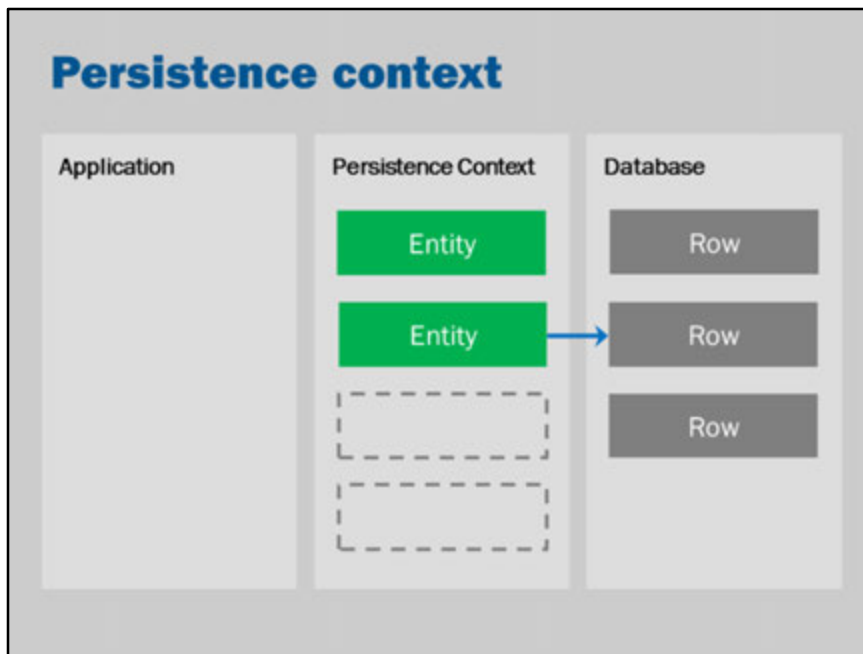 Persistence context
Application
Persistence Context
Database
Entity
Row
Entity
Row
Row